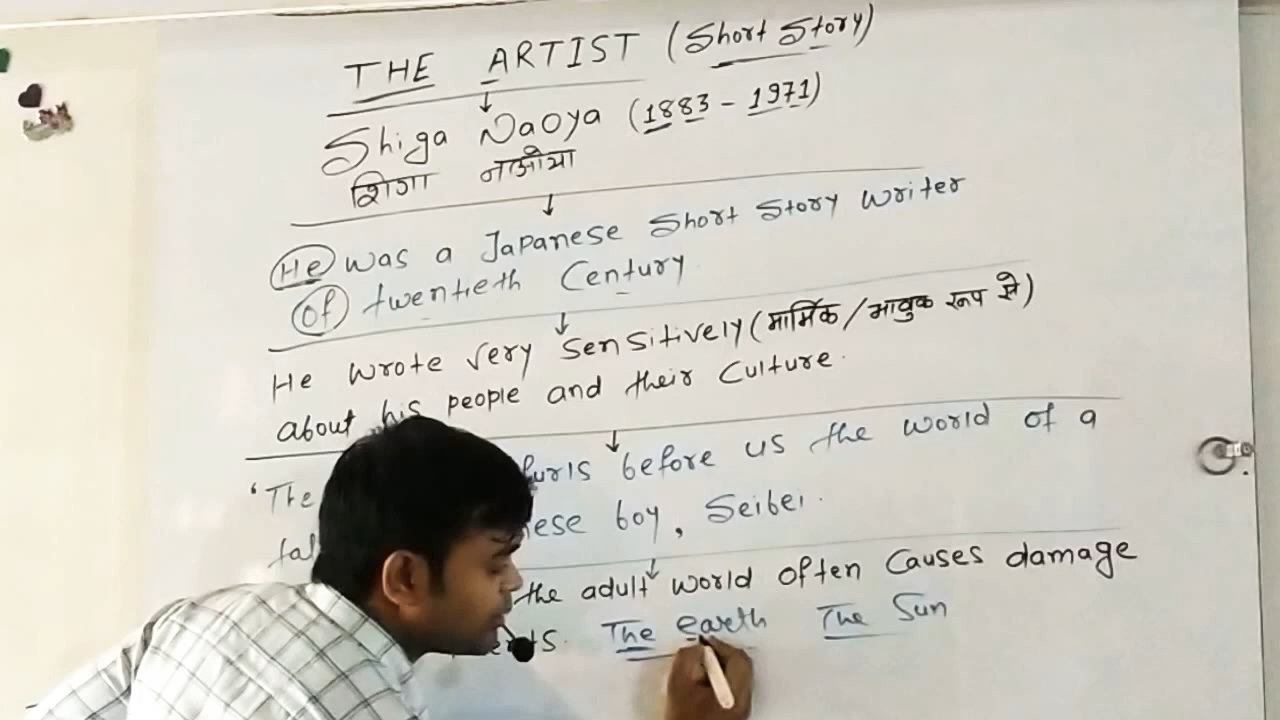 THE ARTIST (Short Story)
Shiga Naoya (1883 - 1971)
शिगा नाओया
He was a Japanese Short Story writer
of twentieth Century
He wrote very Sensitively (मार्मिक / भावुक रूप से)
about his people and their Culture.
'The before us the world of a
boy, Seibei.
the adult world often causes damage
The earth The Sun